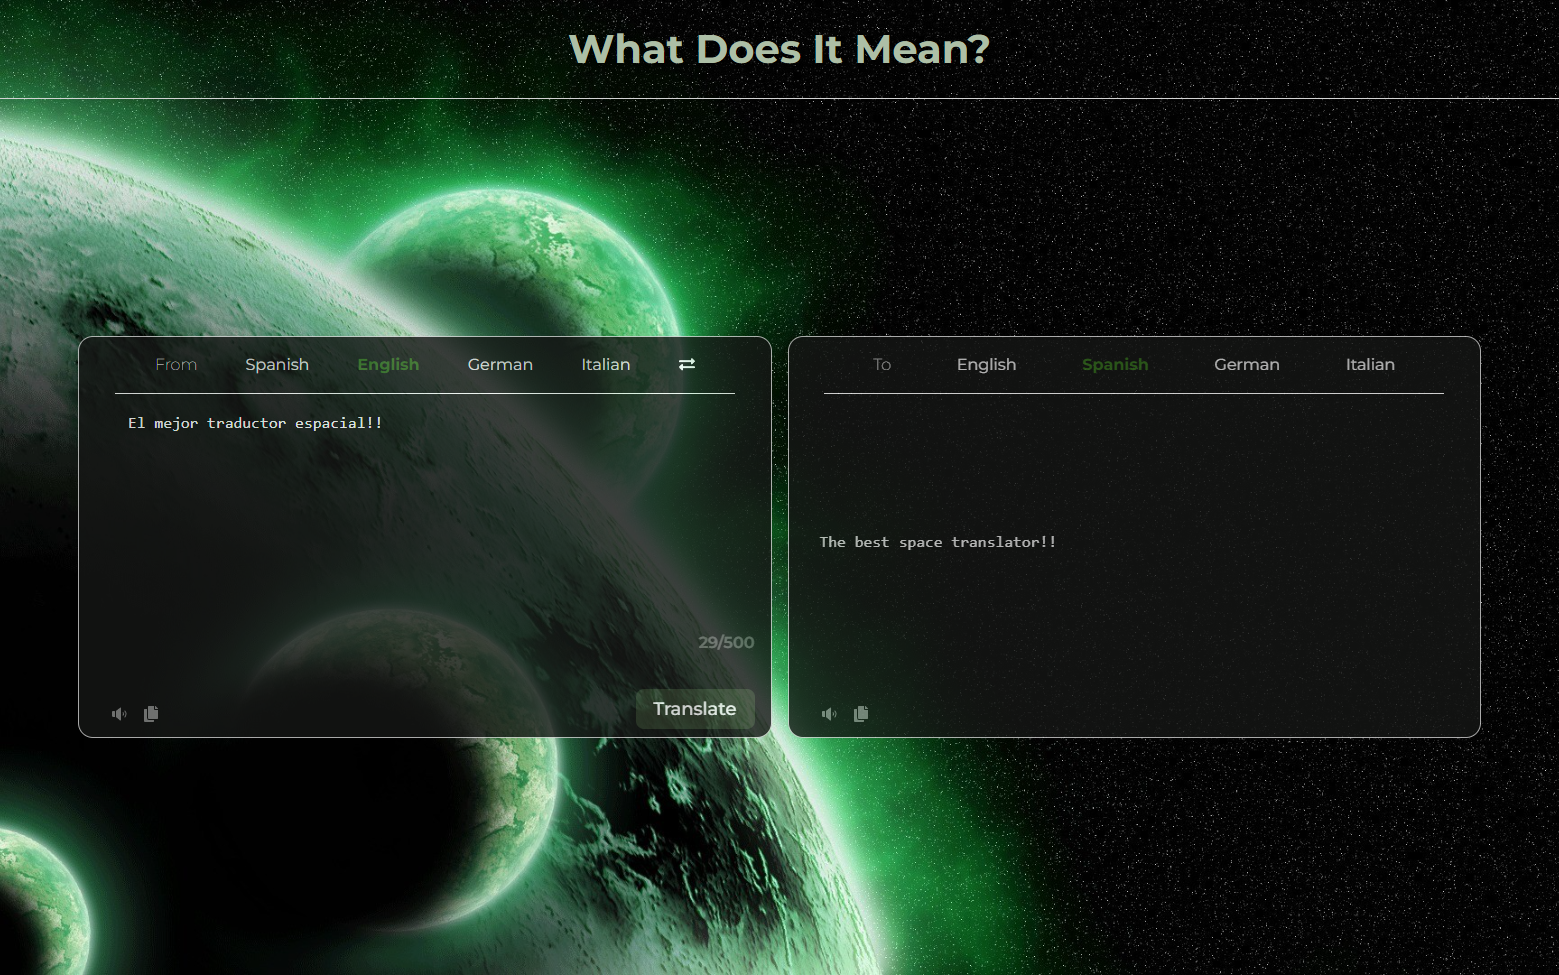 What Does It Mean?
From Spanish English German Italian
El mejor traductor espacial!!
29/500
Translate
To English Spanish German Italian
The best space translator!!